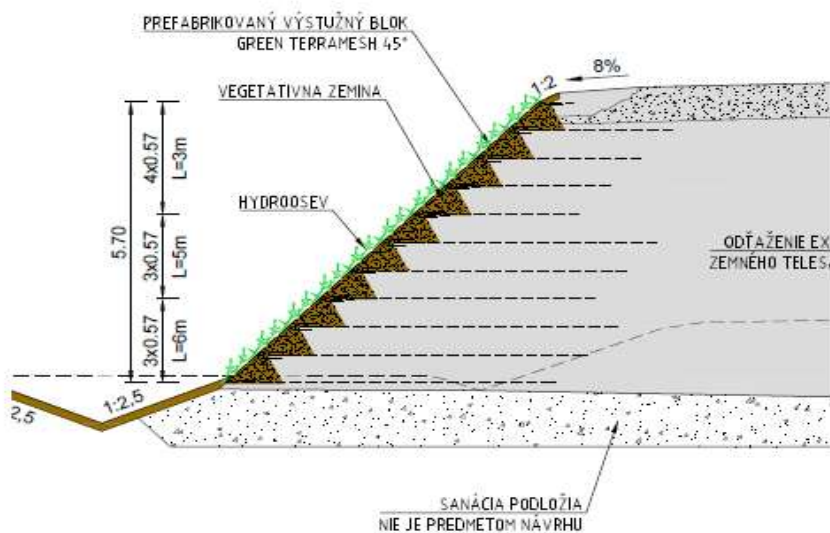 PREFABRIKOVANÝ VÝSTUŽNÝ BLOK
GREEN TERRAMESH 45°
1:2
8%
VEGETATIVNA ZEMINA
4x0.57
L=3m
HYDROOSEV
5.70
3x0.57
L=5m
ODŤAŽENIE EX
ZEMNÉHO TELES
3x0.57
L=6m
1:2.5
2,5
SANÁCIA PODLOŽIA
NIE JE PREDMETOM NÁVRHU